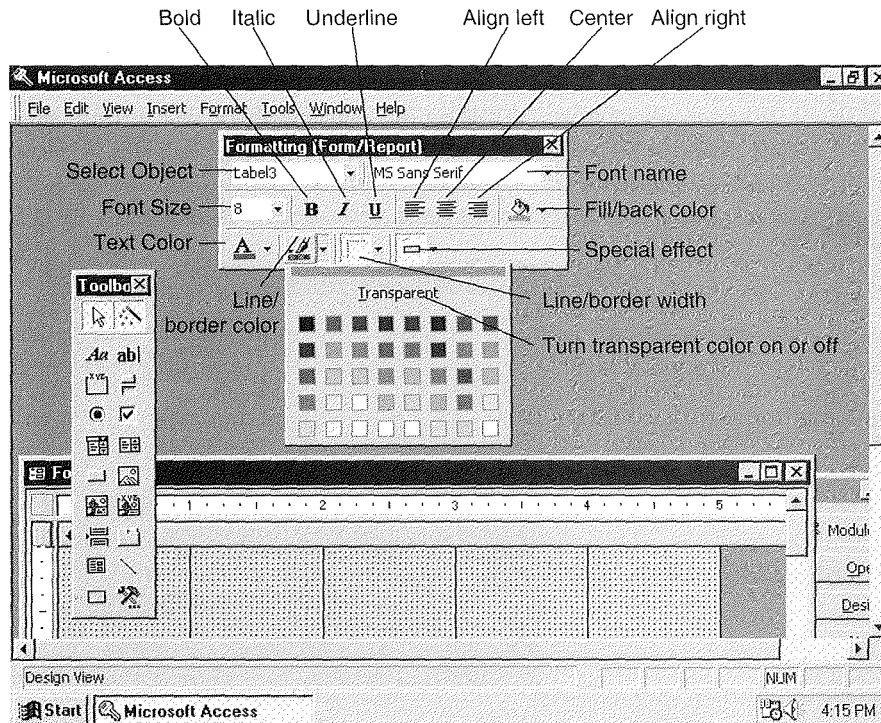 Bold Italic Underline Align left Center Align right
Microsoft Access
File Edit View Insert Format Tools Window Help
Formatting (Form/Report)
Select Object Label3 MS Sans Serif Font name
Font Size 8 B I U Fill/back color
Text Color A Special effect
Toolbo
Line/
border color
Transparent
Line/border width
Turn transparent color on or off
Aa ab|
XYZ
Fo
1 2 3 4 5
Modul
Ope
Desi
Design View NUM
Start Microsoft Access 4:15 PM